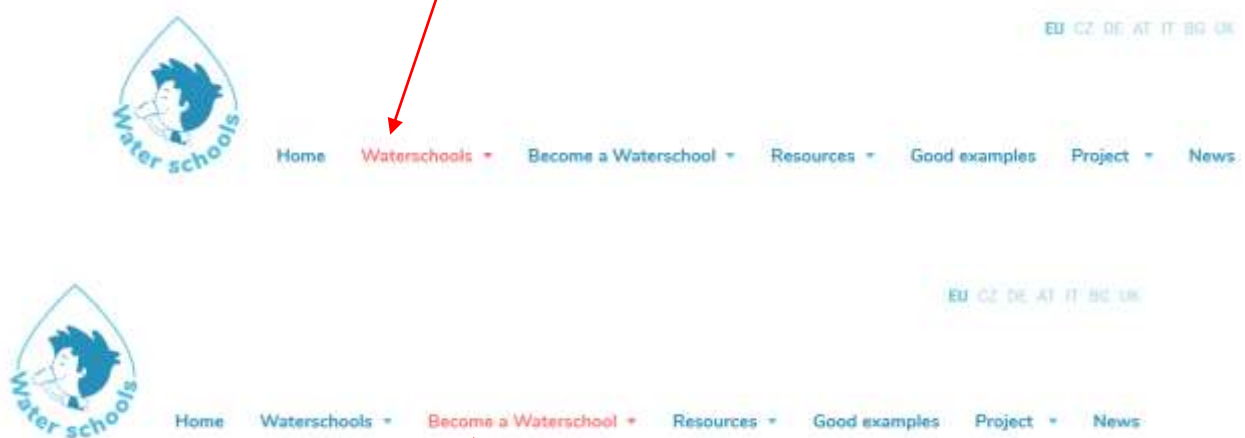 EU CZ DE AT IT BG UK
Water schools
Home Waterschools Become a Waterschool Resources Good examples Project News
EU CZ DE AT IT BG UK
Water schools
Home Waterschools Become a Waterschool Resources Good examples Project News